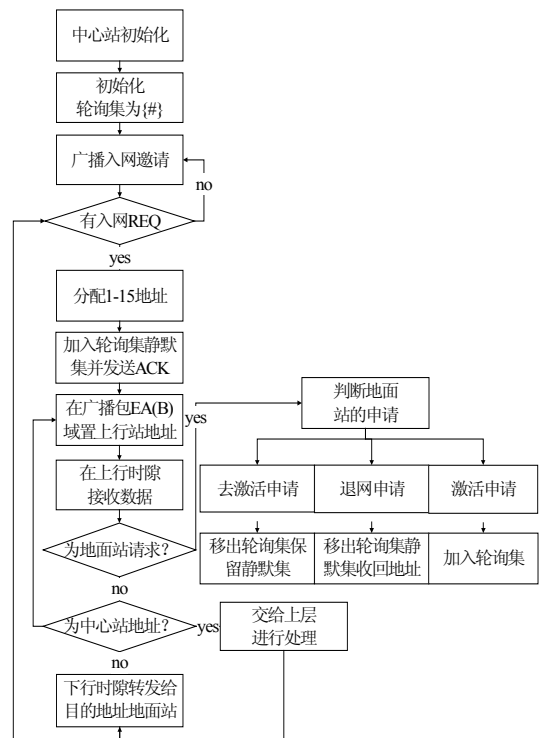 中心站初始化
初始化
轮询集为{#}
广播入网邀请
no
有入网REQ
yes
分配1-15地址
加入轮询集静默
集并发送ACK
在广播包EA(B)
域置上行站地址
yes
判断地面
站的申请
在上行时隙
接收数据
去激活申请
退网申请
激活申请
为地面站请求?
移出轮询集保
留静默集
移出轮询集静
默集收回地址
加入轮询集
no
为中心站地址?
yes
交给上层
进行处理
no
下行时隙转发给
目的地址地面站